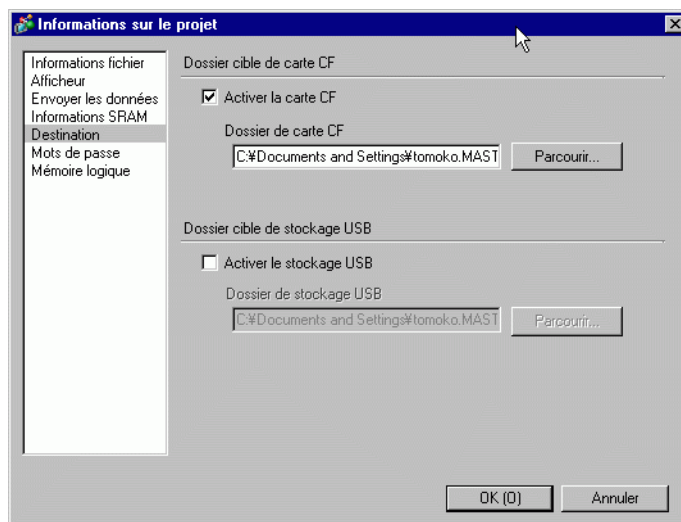 Informations sur le projet
Informations fichier
Afficheur
Envoyer les données
Informations SRAM
Destination
Mots de passe
Mémoire logique
Dossier cible de carte CF
Activer la carte CF
Dossier de carte CF
C:¥Documents and Settings¥tomoko.MAST
Parcourir...
Dossier cible de stockage USB
Activer le stockage USB
Dossier de stockage USB
C:¥Documents and Settings¥tomoko.MAST
Parcourir...
OK (O)
Annuler